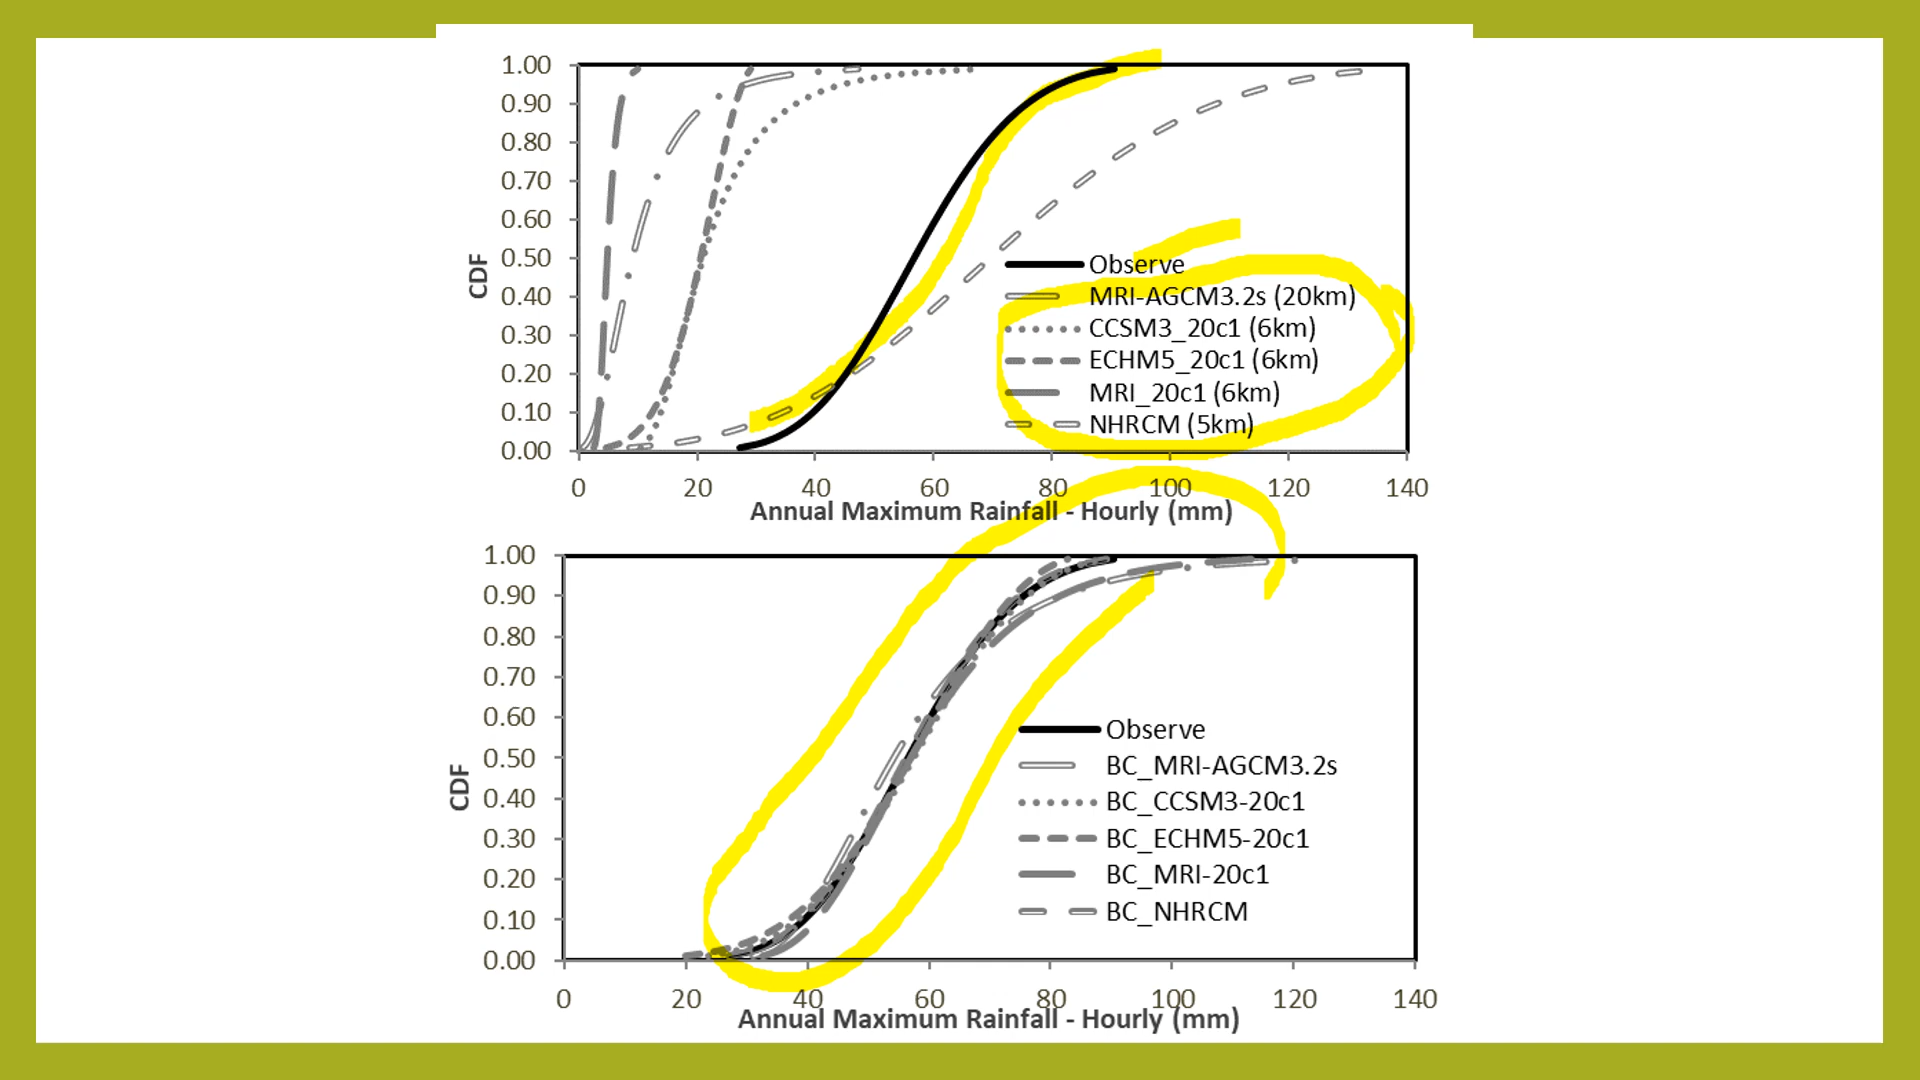 1.00
0.90
0.80
0.70
0.60
0.50
0.40
0.30
0.20
0.10
0.00
CDF
Observe
MRI-AGCM3.2s (20km)
CCSM3_20c1 (6km)
ECHM5_20c1 (6km)
MRI_20c1 (6km)
NHRCM (5km)
0 20 40 60 80 100 120 140
Annual Maximum Rainfall - Hourly (mm)
1.00
0.90
0.80
0.70
0.60
0.50
0.40
0.30
0.20
0.10
0.00
CDF
Observe
BC_MRI-AGCM3.2s
BC_CCSM3-20c1
BC_ECHM5-20c1
BC_MRI-20c1
BC_NHRCM
0 20 40 60 80 100 120 140
Annual Maximum Rainfall - Hourly (mm)